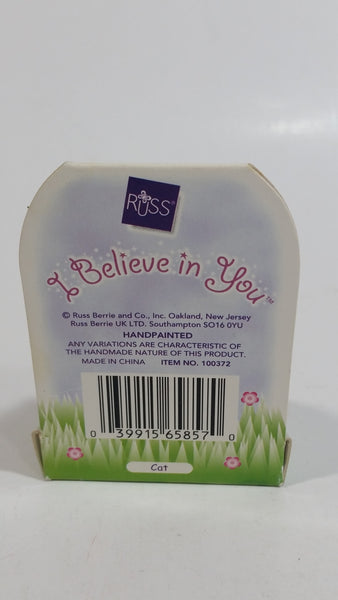 RUSS®
I Believe in You™
© Russ Berrie and Co., Inc. Oakland, New Jersey
Russ Berrie UK LTD. Southampton SO16 0YU
HANDPAINTED
ANY VARIATIONS ARE CHARACTERISTIC OF
THE HANDMADE NATURE OF THIS PRODUCT.
MADE IN CHINA ITEM NO. 100372
0 39915 65857 0
Cat